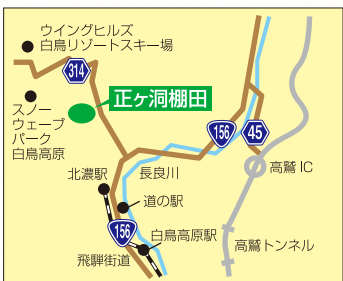 ウイングヒルズ
白鳥リゾートスキー場
314
正ヶ洞棚田
スノー
ウェーブ
パーク
白鳥高原
156
45
北濃駅
長良川
高鷲IC
道の駅
156
白鳥高原駅
飛騨街道
高鷲トンネル